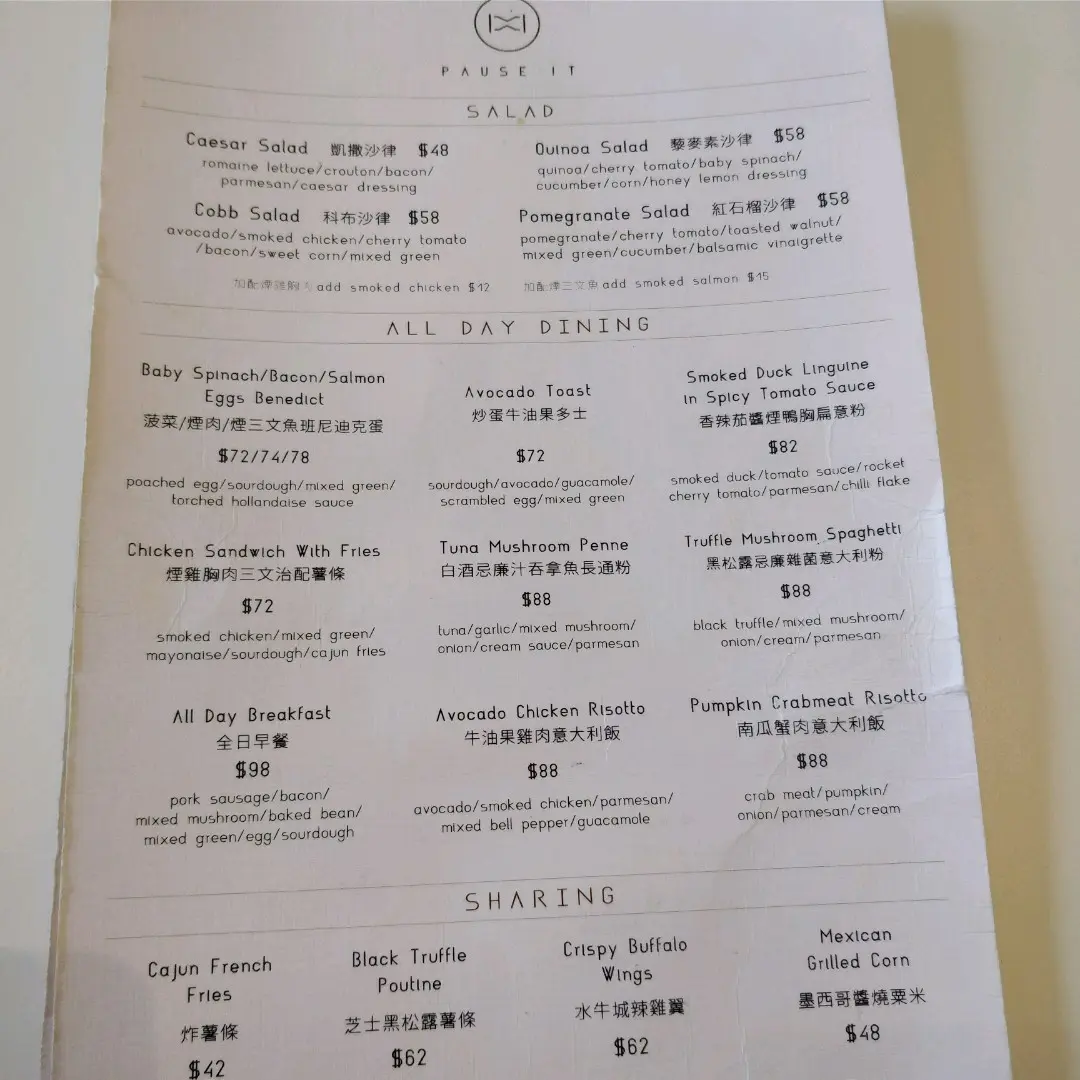 PAUSE IT
SALAD
Caesar Salad 凱撒沙律 $48
romaine lettuce/crouton/bacon/
parmesan/caesar dressing
Quinoa Salad 藜麥素沙律 $58
quinoa/cherry tomato/baby spinach/
cucumber/corn/honey lemon dressing
Cobb Salad 科布沙律 $58
avocado/smoked chicken/cherry tomato
/bacon/sweet corn/mixed green
Pomegranate Salad 紅石榴沙律 $58
pomegranate/cherry tomato/toasted walnut/
mixed green/cucumber/balsamic vinaigrette
加配煙雞胸 add smoked chicken $12
加配煙三文魚 add smoked salmon $15
ALL DAY DINING
Baby Spinach/Bacon/Salmon
Eggs Benedict
菠菜/煙肉/煙三文魚班尼迪克蛋
$72/74/78
poached egg/sourdough/mixed green/
torched hollandaise sauce
Avocado Toast
炒蛋牛油果多士
$72
sourdough/avocado/guacamole/
scrambled egg/mixed green
Smoked Duck Linguine
in Spicy Tomato Sauce
香辣茄醬煙鴨胸扁意粉
$82
smoked duck/tomato sauce/rocket
cherry tomato/parmesan/chilli flake
Chicken Sandwich With Fries
煙雞胸肉三文治配薯條
$72
smoked chicken/mixed green/
mayonaise/sourdough/cajun fries
Tuna Mushroom Penne
白酒忌廉汁吞拿魚長通粉
$88
tuna/garlic/mixed mushroom/
onion/cream sauce/parmesan
Truffle Mushroom Spaghetti
黑松露忌廉雜菌意大利粉
$88
black truffle/mixed mushroom/
onion/cream/parmesan
All Day Breakfast
全日早餐
$98
pork sausage/bacon/
mixed mushroom/baked bean/
mixed green/egg/sourdough
Avocado Chicken Risotto
牛油果雞肉意大利飯
$88
avocado/smoked chicken/parmesan/
mixed bell pepper/guacamole
Pumpkin Crabmeat Risotto
南瓜蟹肉意大利飯
$88
crab meat/pumpkin/
onion/parmesan/cream
SHARING
Cajun French
Fries
炸薯條
$42
Black Truffle
Poutine
芝士黑松露薯條
$62
Crispy Buffalo
Wings
水牛城辣雞翼
$62
Mexican
Grilled Corn
墨西哥醬燒粟米
$48